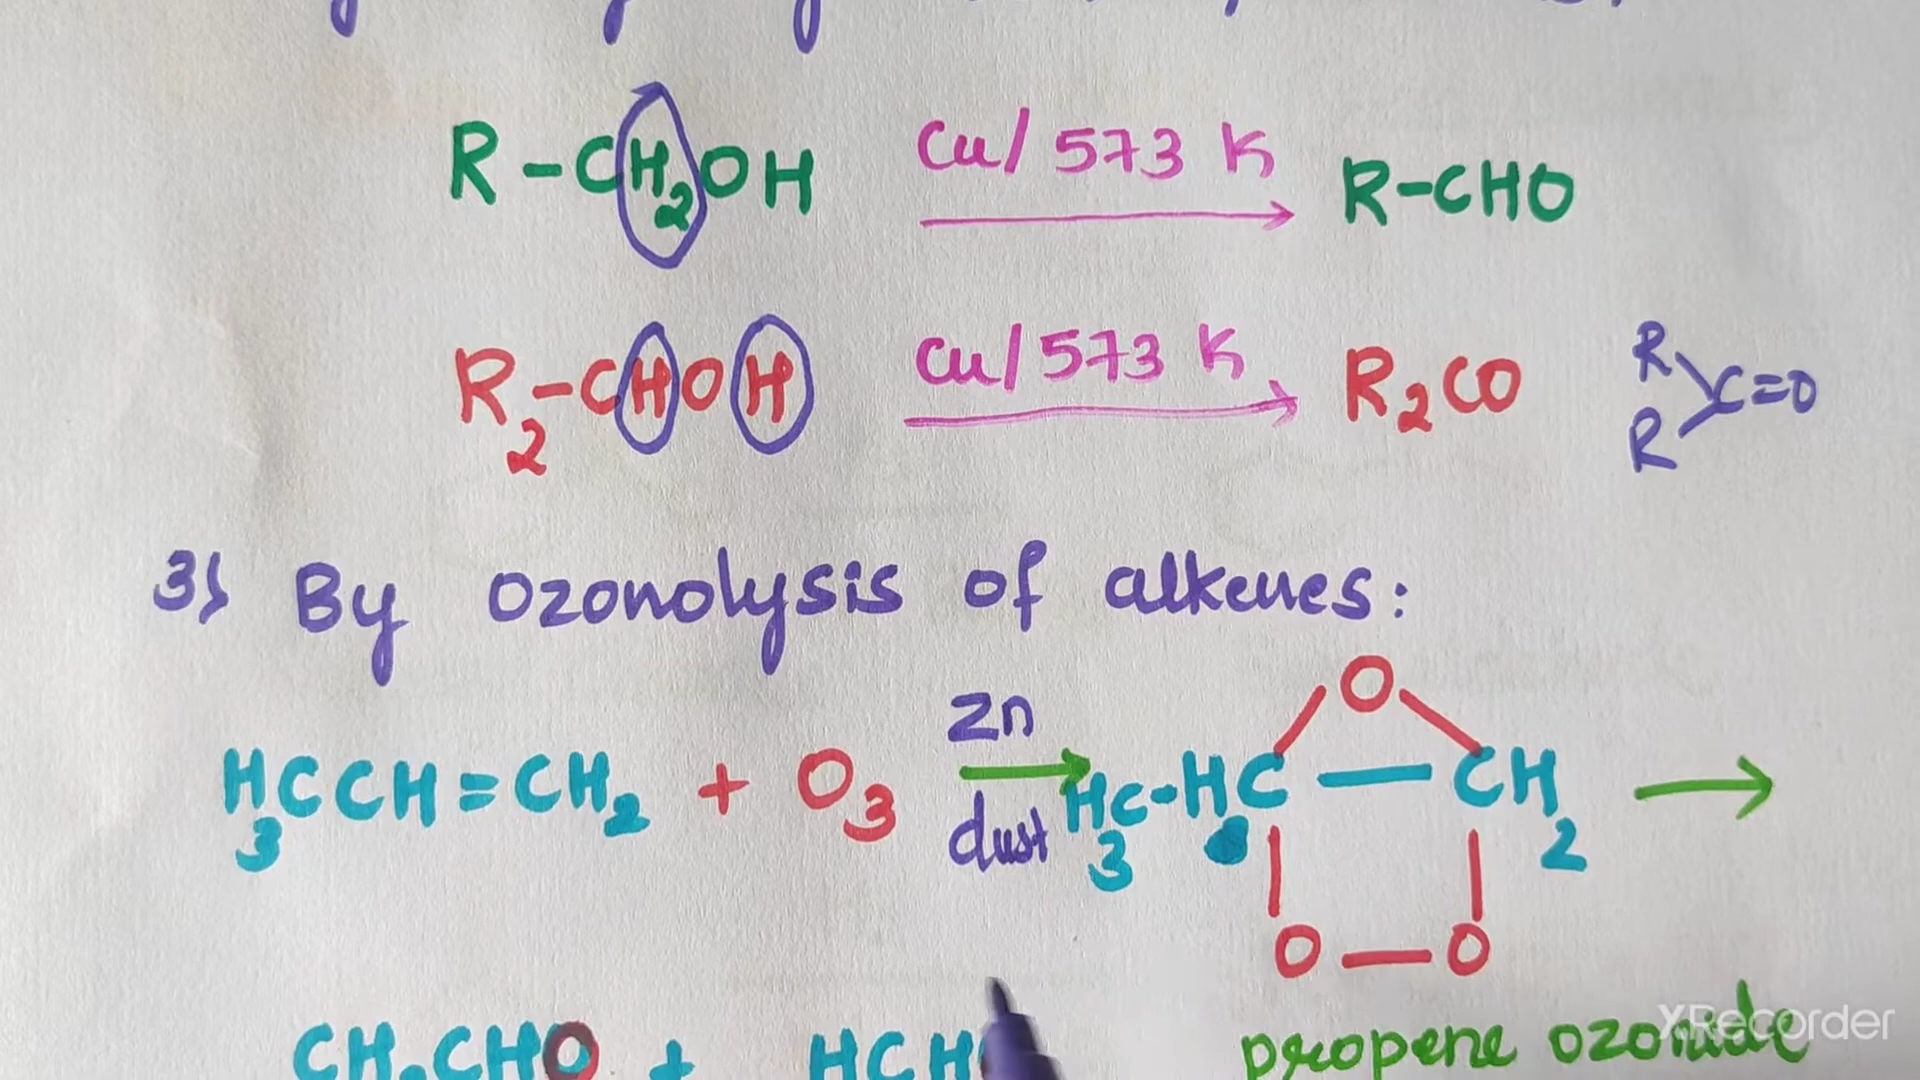 R-CH2OH Cu/573 K R-CHO
R2-CHOH Cu/573 K R2CO R R C=O
3) By Ozonolysis of alkenes:
H3CCH=CH2 + O3 Zn dust H3C-HC-CH2 O O-O
CH3CHO + HCH
propene ozonide
XRecorder